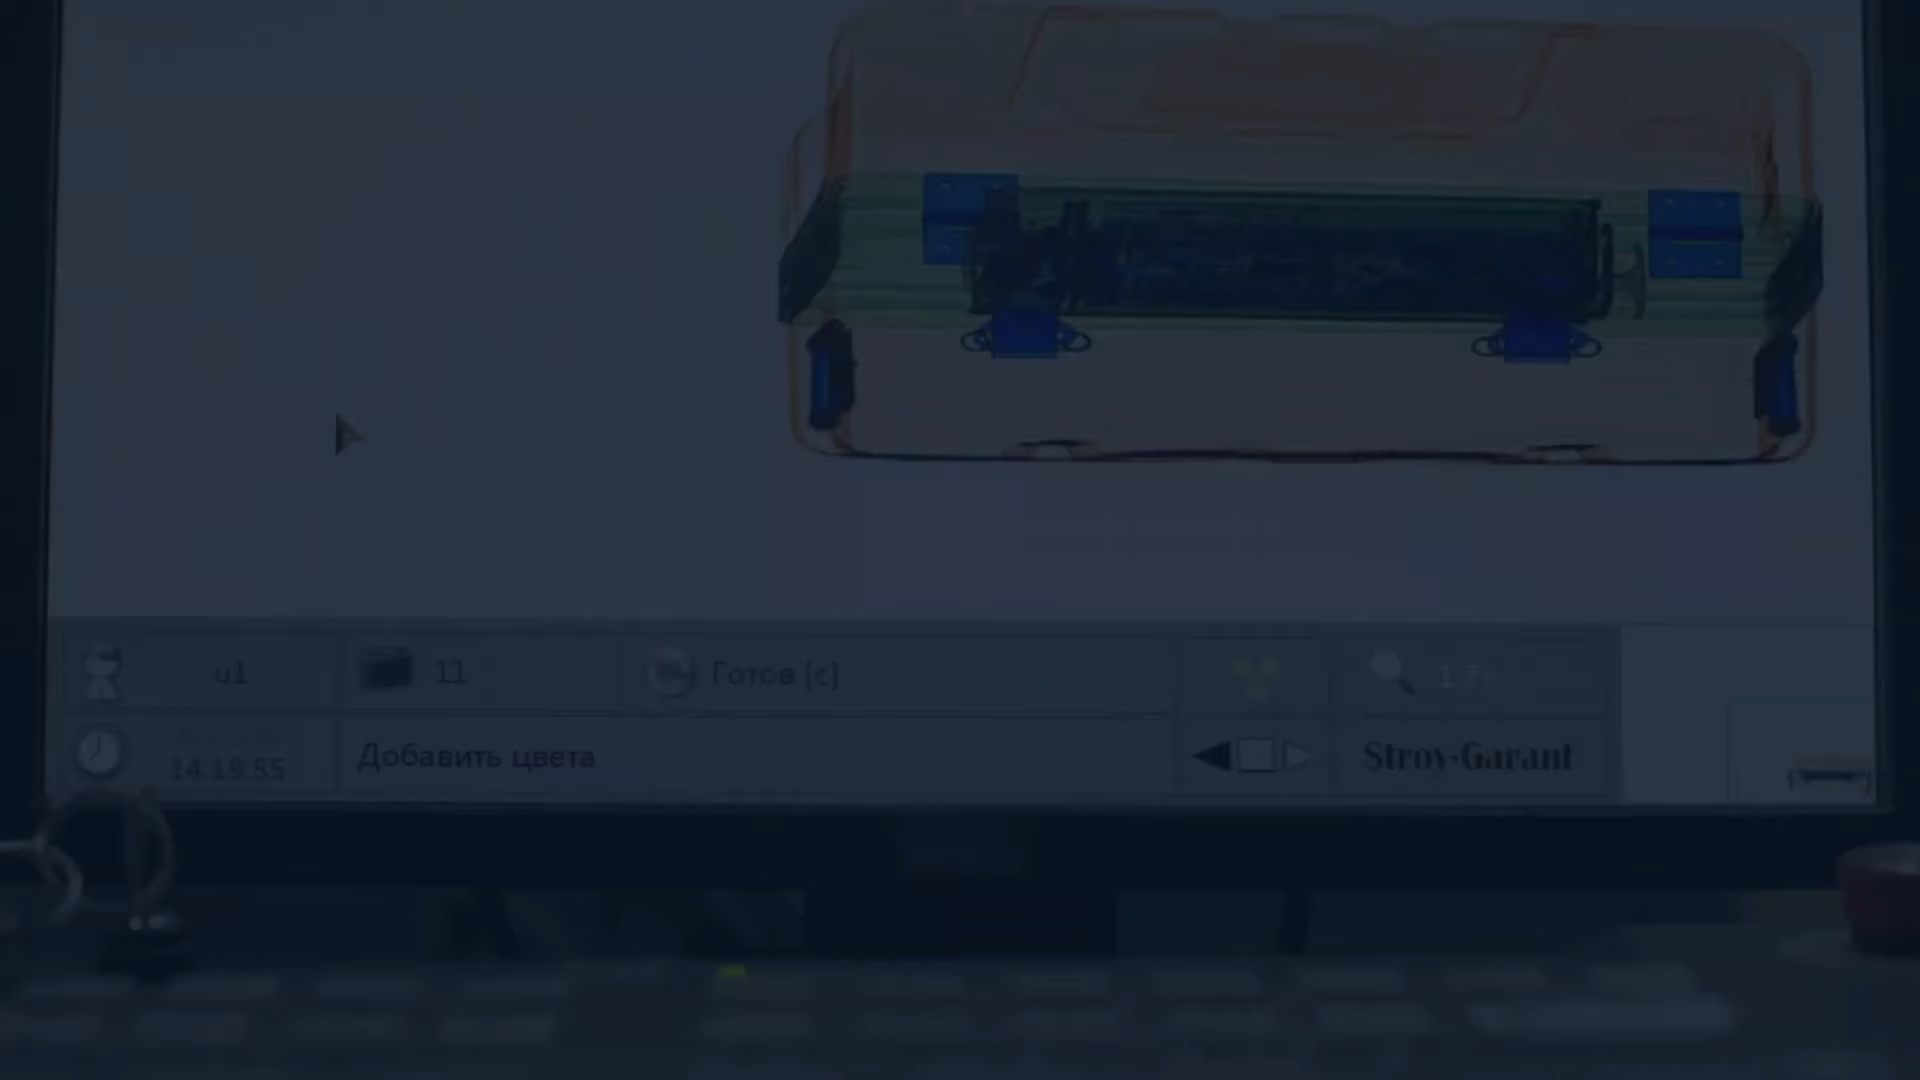 u1
11
Готов [c]
14:19:55
Добавить цвета
Stroy-Garant